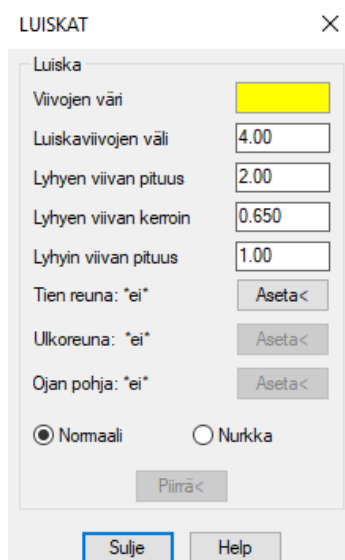 LUISKAT
Luiska
Viivojen väri
Luiskaviivojen väli 4.00
Lyhyen viivan pituus 2.00
Lyhyen viivan kerroin 0.650
Lyhyin viivan pituus 1.00
Tien reuna: *ei* Aseta<
Ulkoreuna: *ei* Aseta<
Ojan pohja: *ei* Aseta<
Normaali Nurkka
Piirrä<
Sulje Help